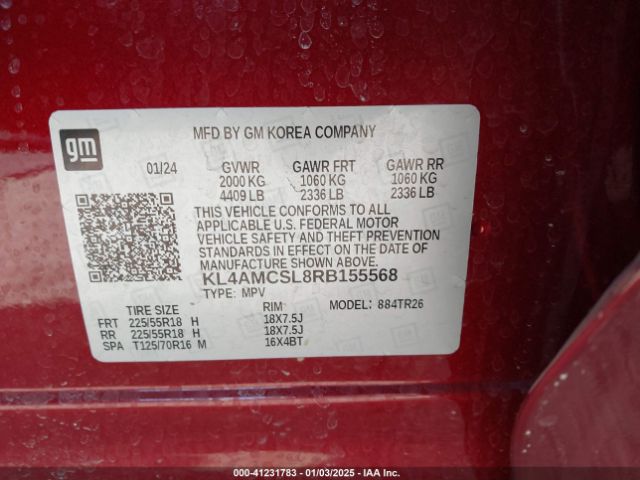 gm
MFD BY GM KOREA COMPANY
01/24 GVWR GAWR FRT GAWR RR
2000 KG 1060 KG 1060 KG
4409 LB 2336 LB 2336 LB
THIS VEHICLE CONFORMS TO ALL
APPLICABLE U.S. FEDERAL MOTOR
VEHICLE SAFETY AND THEFT PREVENTION
STANDARDS IN EFFECT ON THE DATE OF
MANUFACTURE SHOWN ABOVE.
KL4AMCSL8RB155568
TYPE: MPV MODEL: 884TR26
TIRE SIZE RIM
FRT 225/55R18 H 18X7.5J
RR 225/55R18 H 18X7.5J
SPA T125/70R16 M 16X4BT
000-41231783 - 01/03/2025 - IAA Inc.